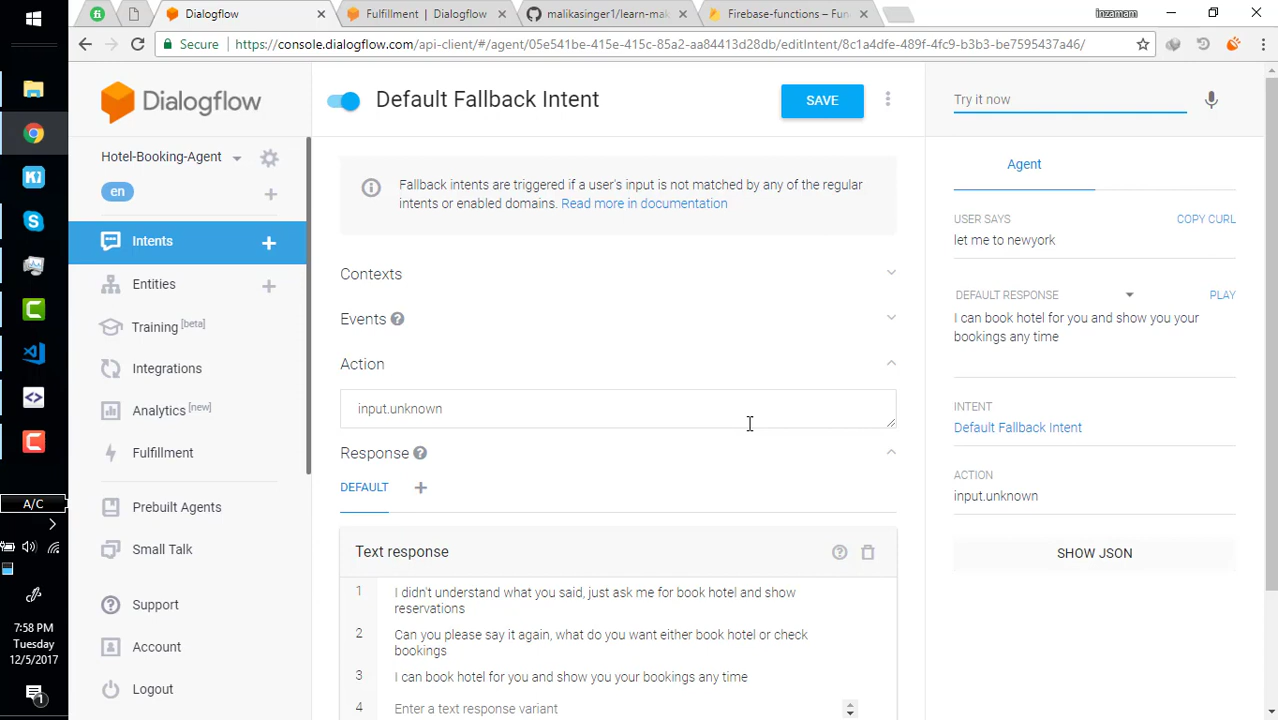 Dialogflow
Fulfillment | Dialogflow
malikasinger1/learn-mak
Firebase-functions – Fun
inzamam
Secure
https://console.dialogflow.com/api-client/#/agent/05e541be-415e-415c-85a2-aa84413d28db/editIntent/8c1a4dfe-489f-4fc9-b3b3-be7595437a46/
Dialogflow
Default Fallback Intent
SAVE
Try it now
Hotel-Booking-Agent
en
Intents
Entities
Training [beta]
Integrations
Analytics [new]
Fulfillment
Prebuilt Agents
Small Talk
Support
Account
Logout
Fallback intents are triggered if a user's input is not matched by any of the regular
intents or enabled domains. Read more in documentation
Contexts
Events
Action
input.unknown
Response
DEFAULT
Text response
1 I didn't understand what you said, just ask me for book hotel and show
reservations
2 Can you please say it again, what do you want either book hotel or check
bookings
3 I can book hotel for you and show you your bookings any time
4 Enter a text response variant
Agent
USER SAYS
COPY CURL
let me to newyork
DEFAULT RESPONSE
PLAY
I can book hotel for you and show you your
bookings any time
INTENT
Default Fallback Intent
ACTION
input.unknown
SHOW JSON
A/C
7:58 PM
Tuesday
12/5/2017
1